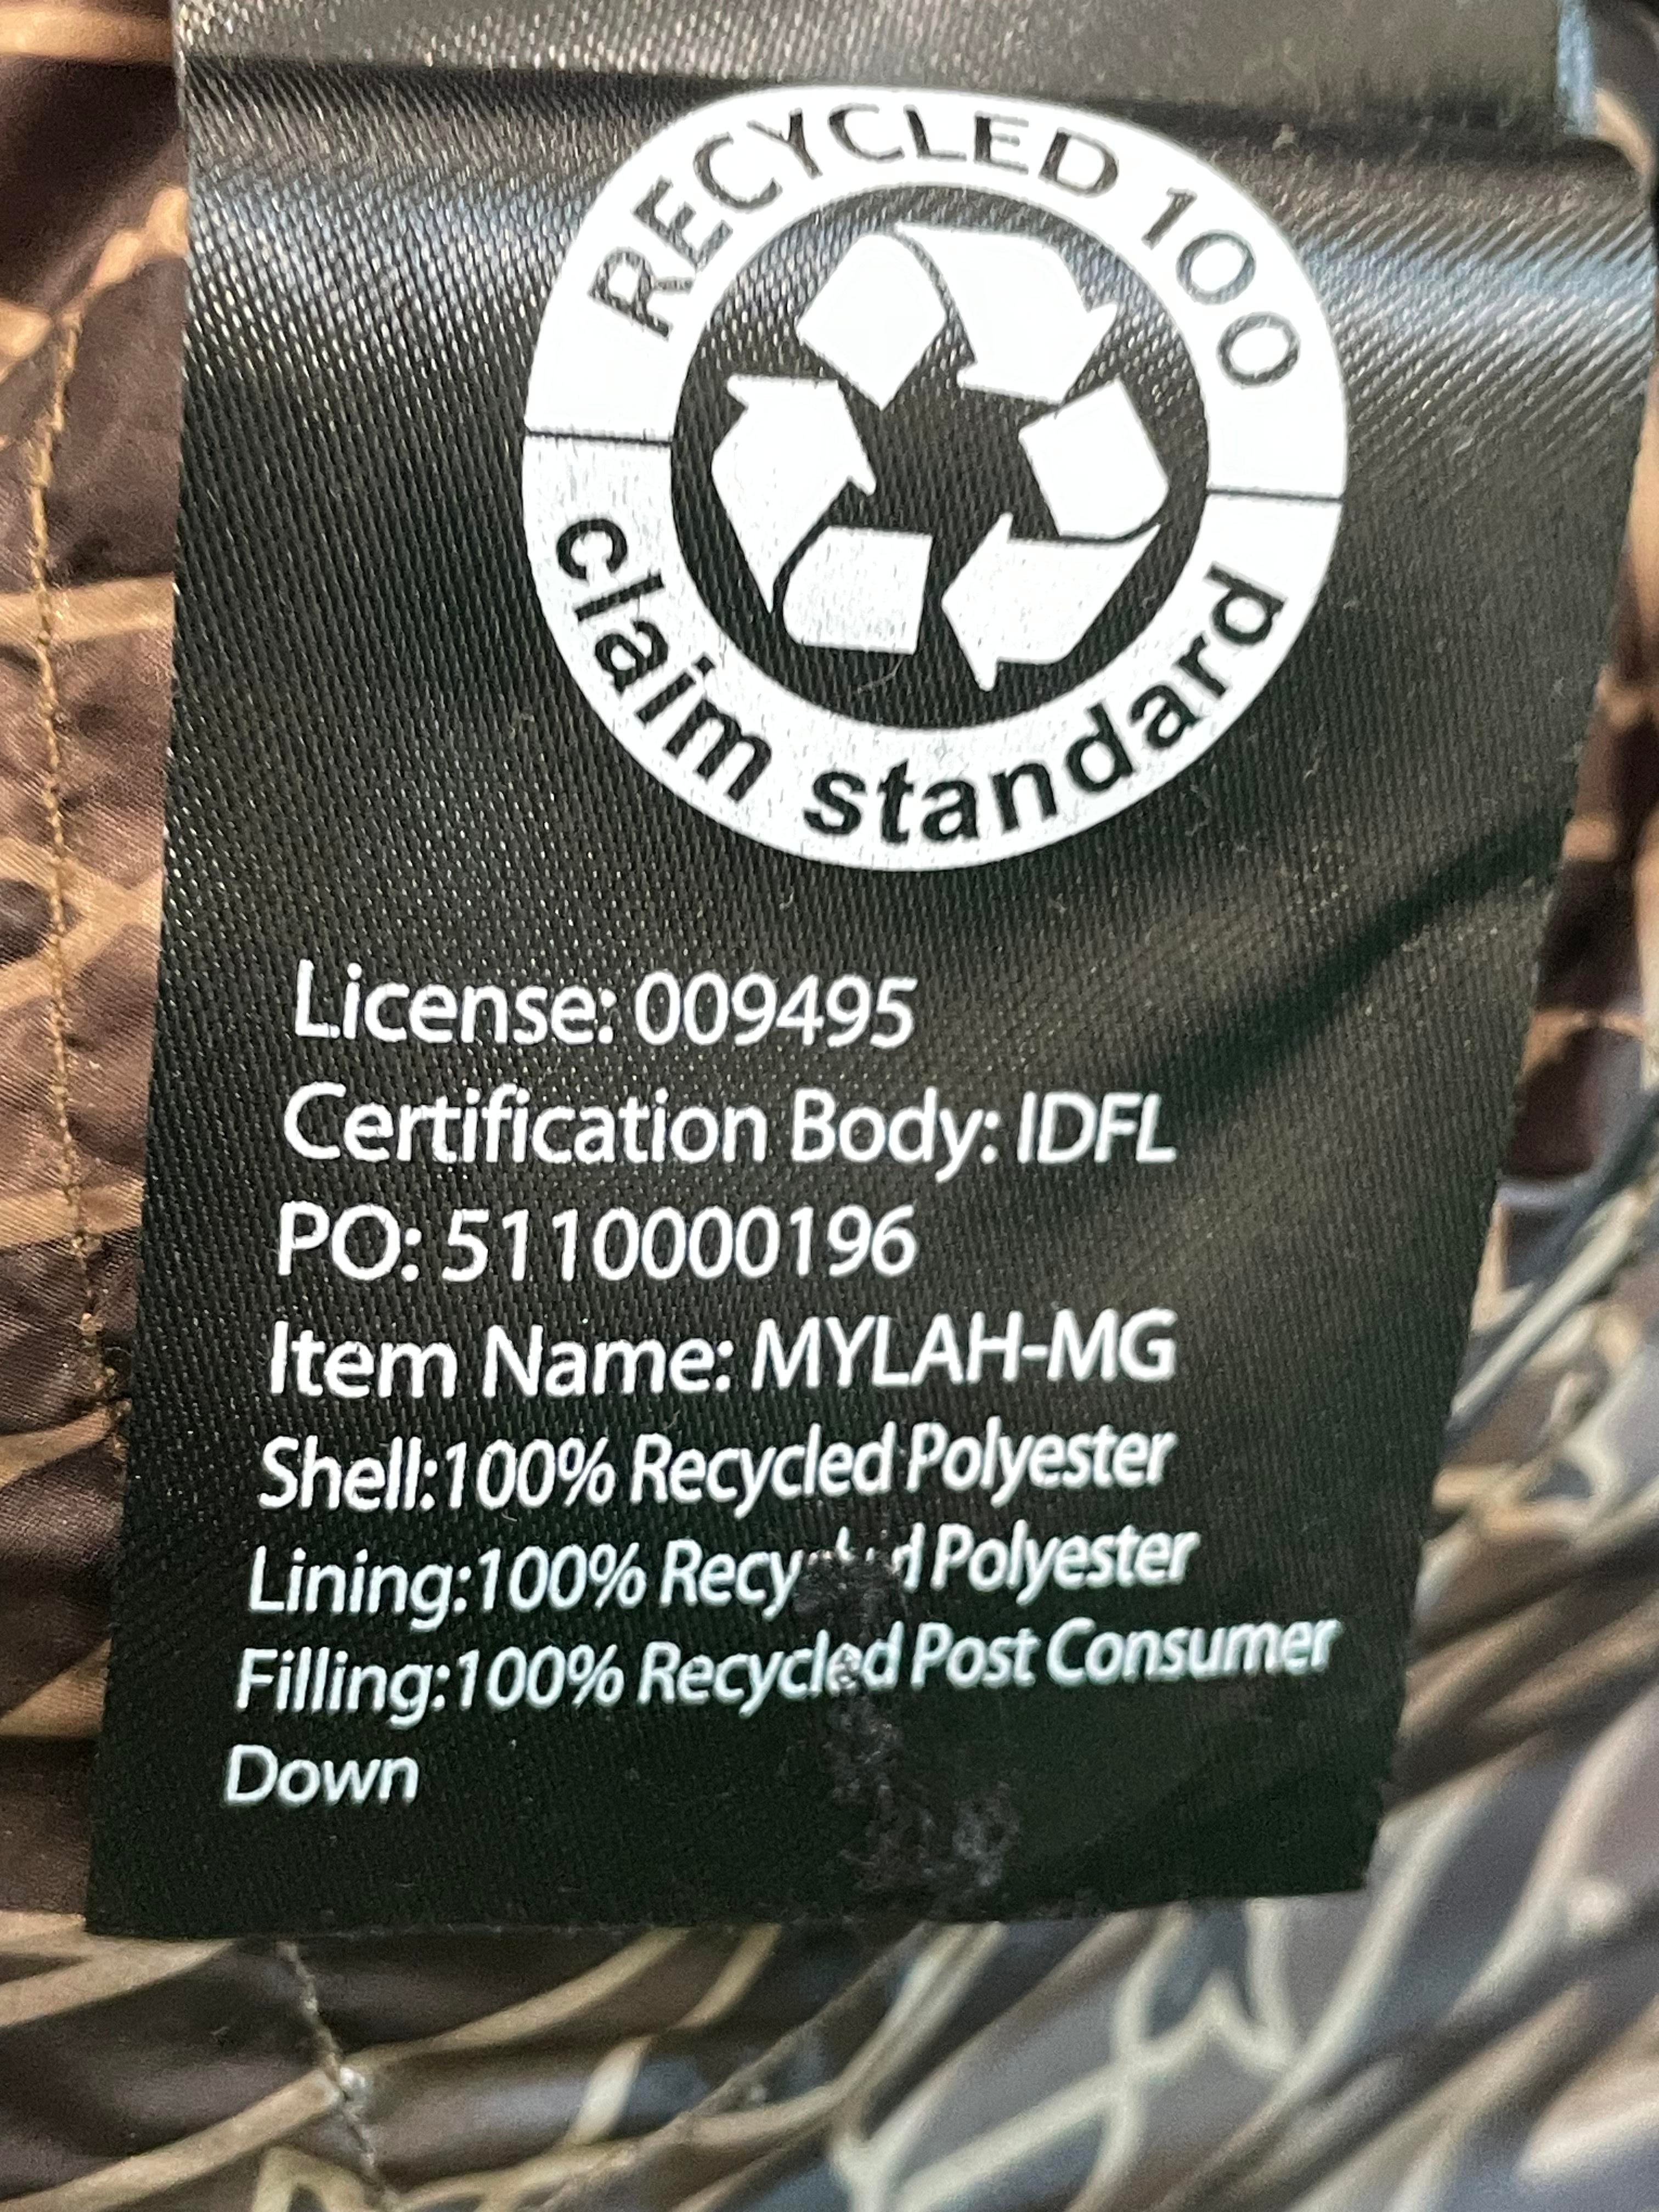 RECYCLED 100
claim standard
License: 009495
Certification Body: IDFL
PO: 5110000196
Item Name: MYLAH-MG
Shell:100% Recycled Polyester
Lining:100% Recycled Polyester
Filling:100% Recycled Post Consumer
Down